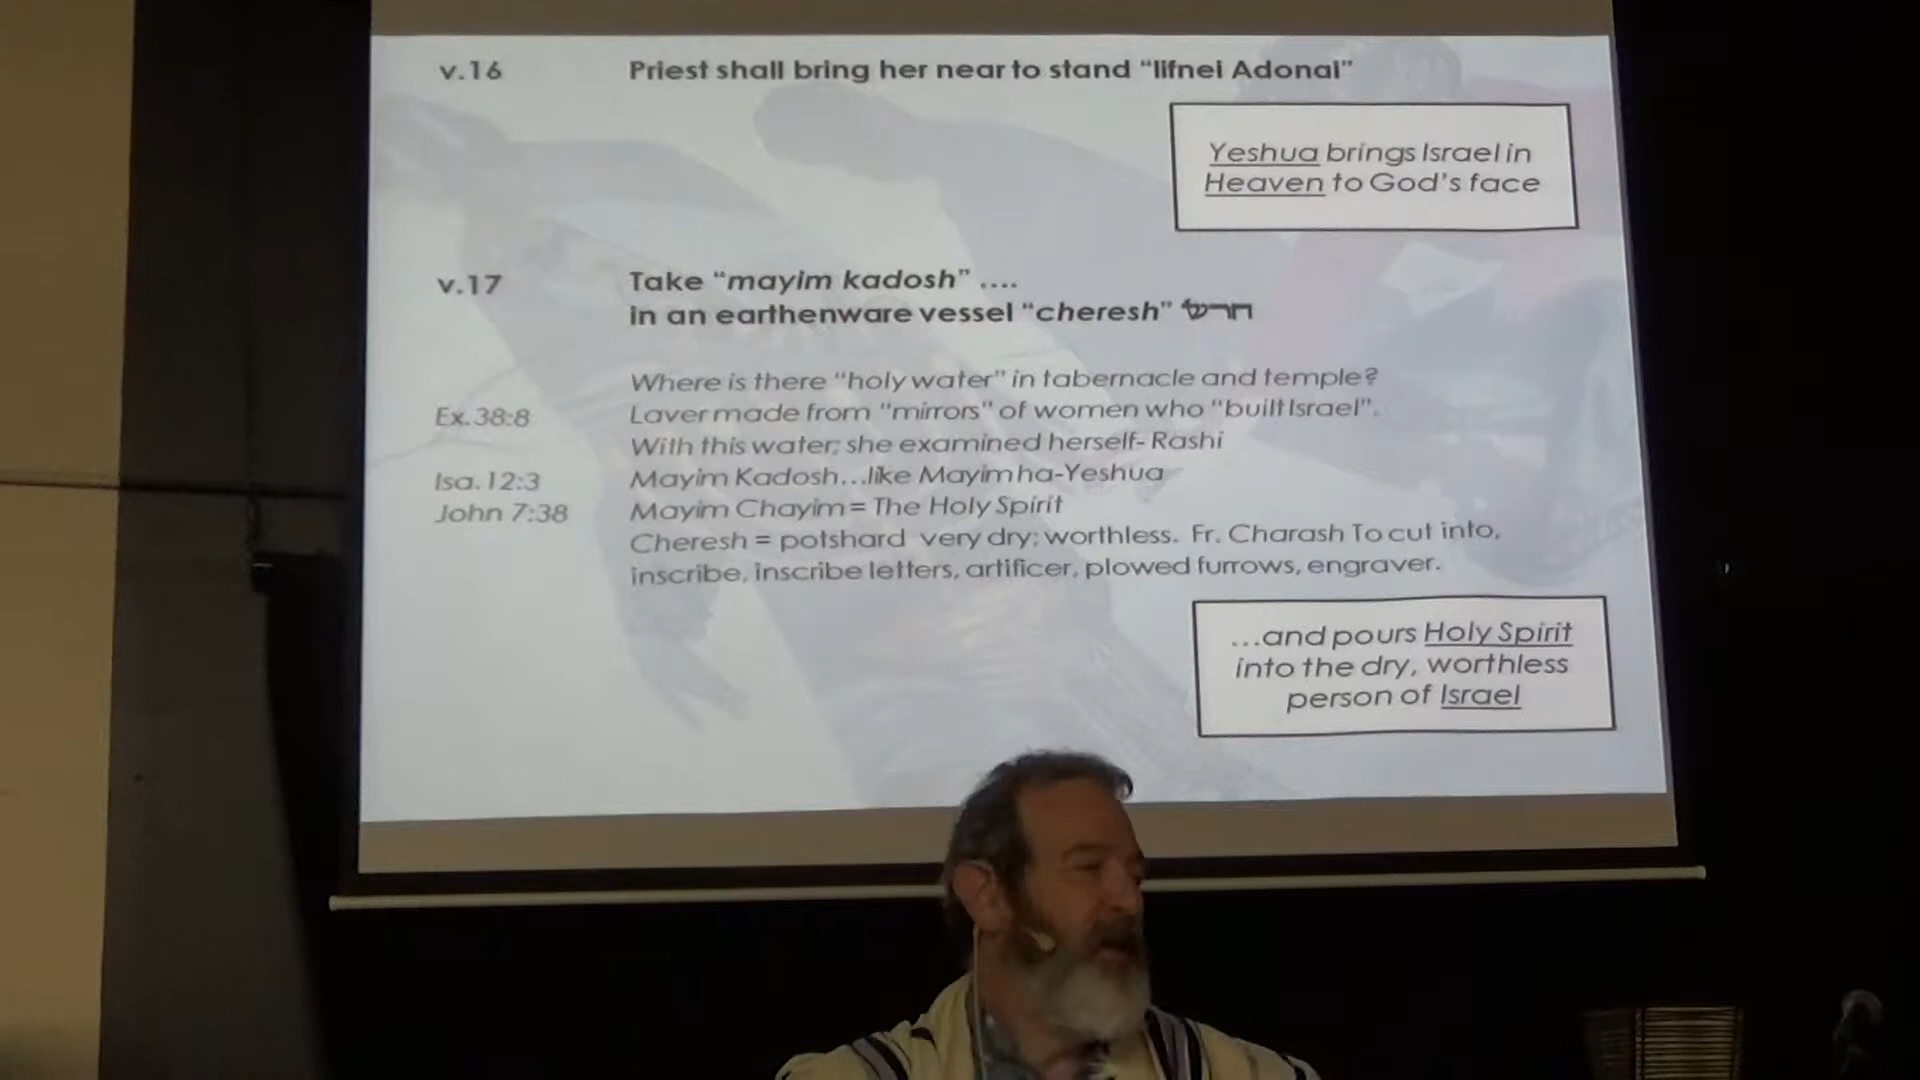 v.16 Priest shall bring her near to stand “lifnei Adonai”
Yeshua brings Israel in
Heaven to God’s face
v.17 Take “mayim kadosh” ....
in an earthenware vessel “cheresh” חרש
Where is there “holy water” in tabernacle and temple?
Ex.38:8 Laver made from “mirrors” of women who “built Israel”.
With this water; she examined herself- Rashi
Isa. 12:3 Mayim Kadosh...like Mayim ha-Yeshua
John 7:38 Mayim Chayim = The Holy Spirit
Cheresh = potshard very dry; worthless. Fr. Charash To cut into,
inscribe, inscribe letters, artificer, plowed furrows, engraver.
...and pours Holy Spirit
into the dry, worthless
person of Israel